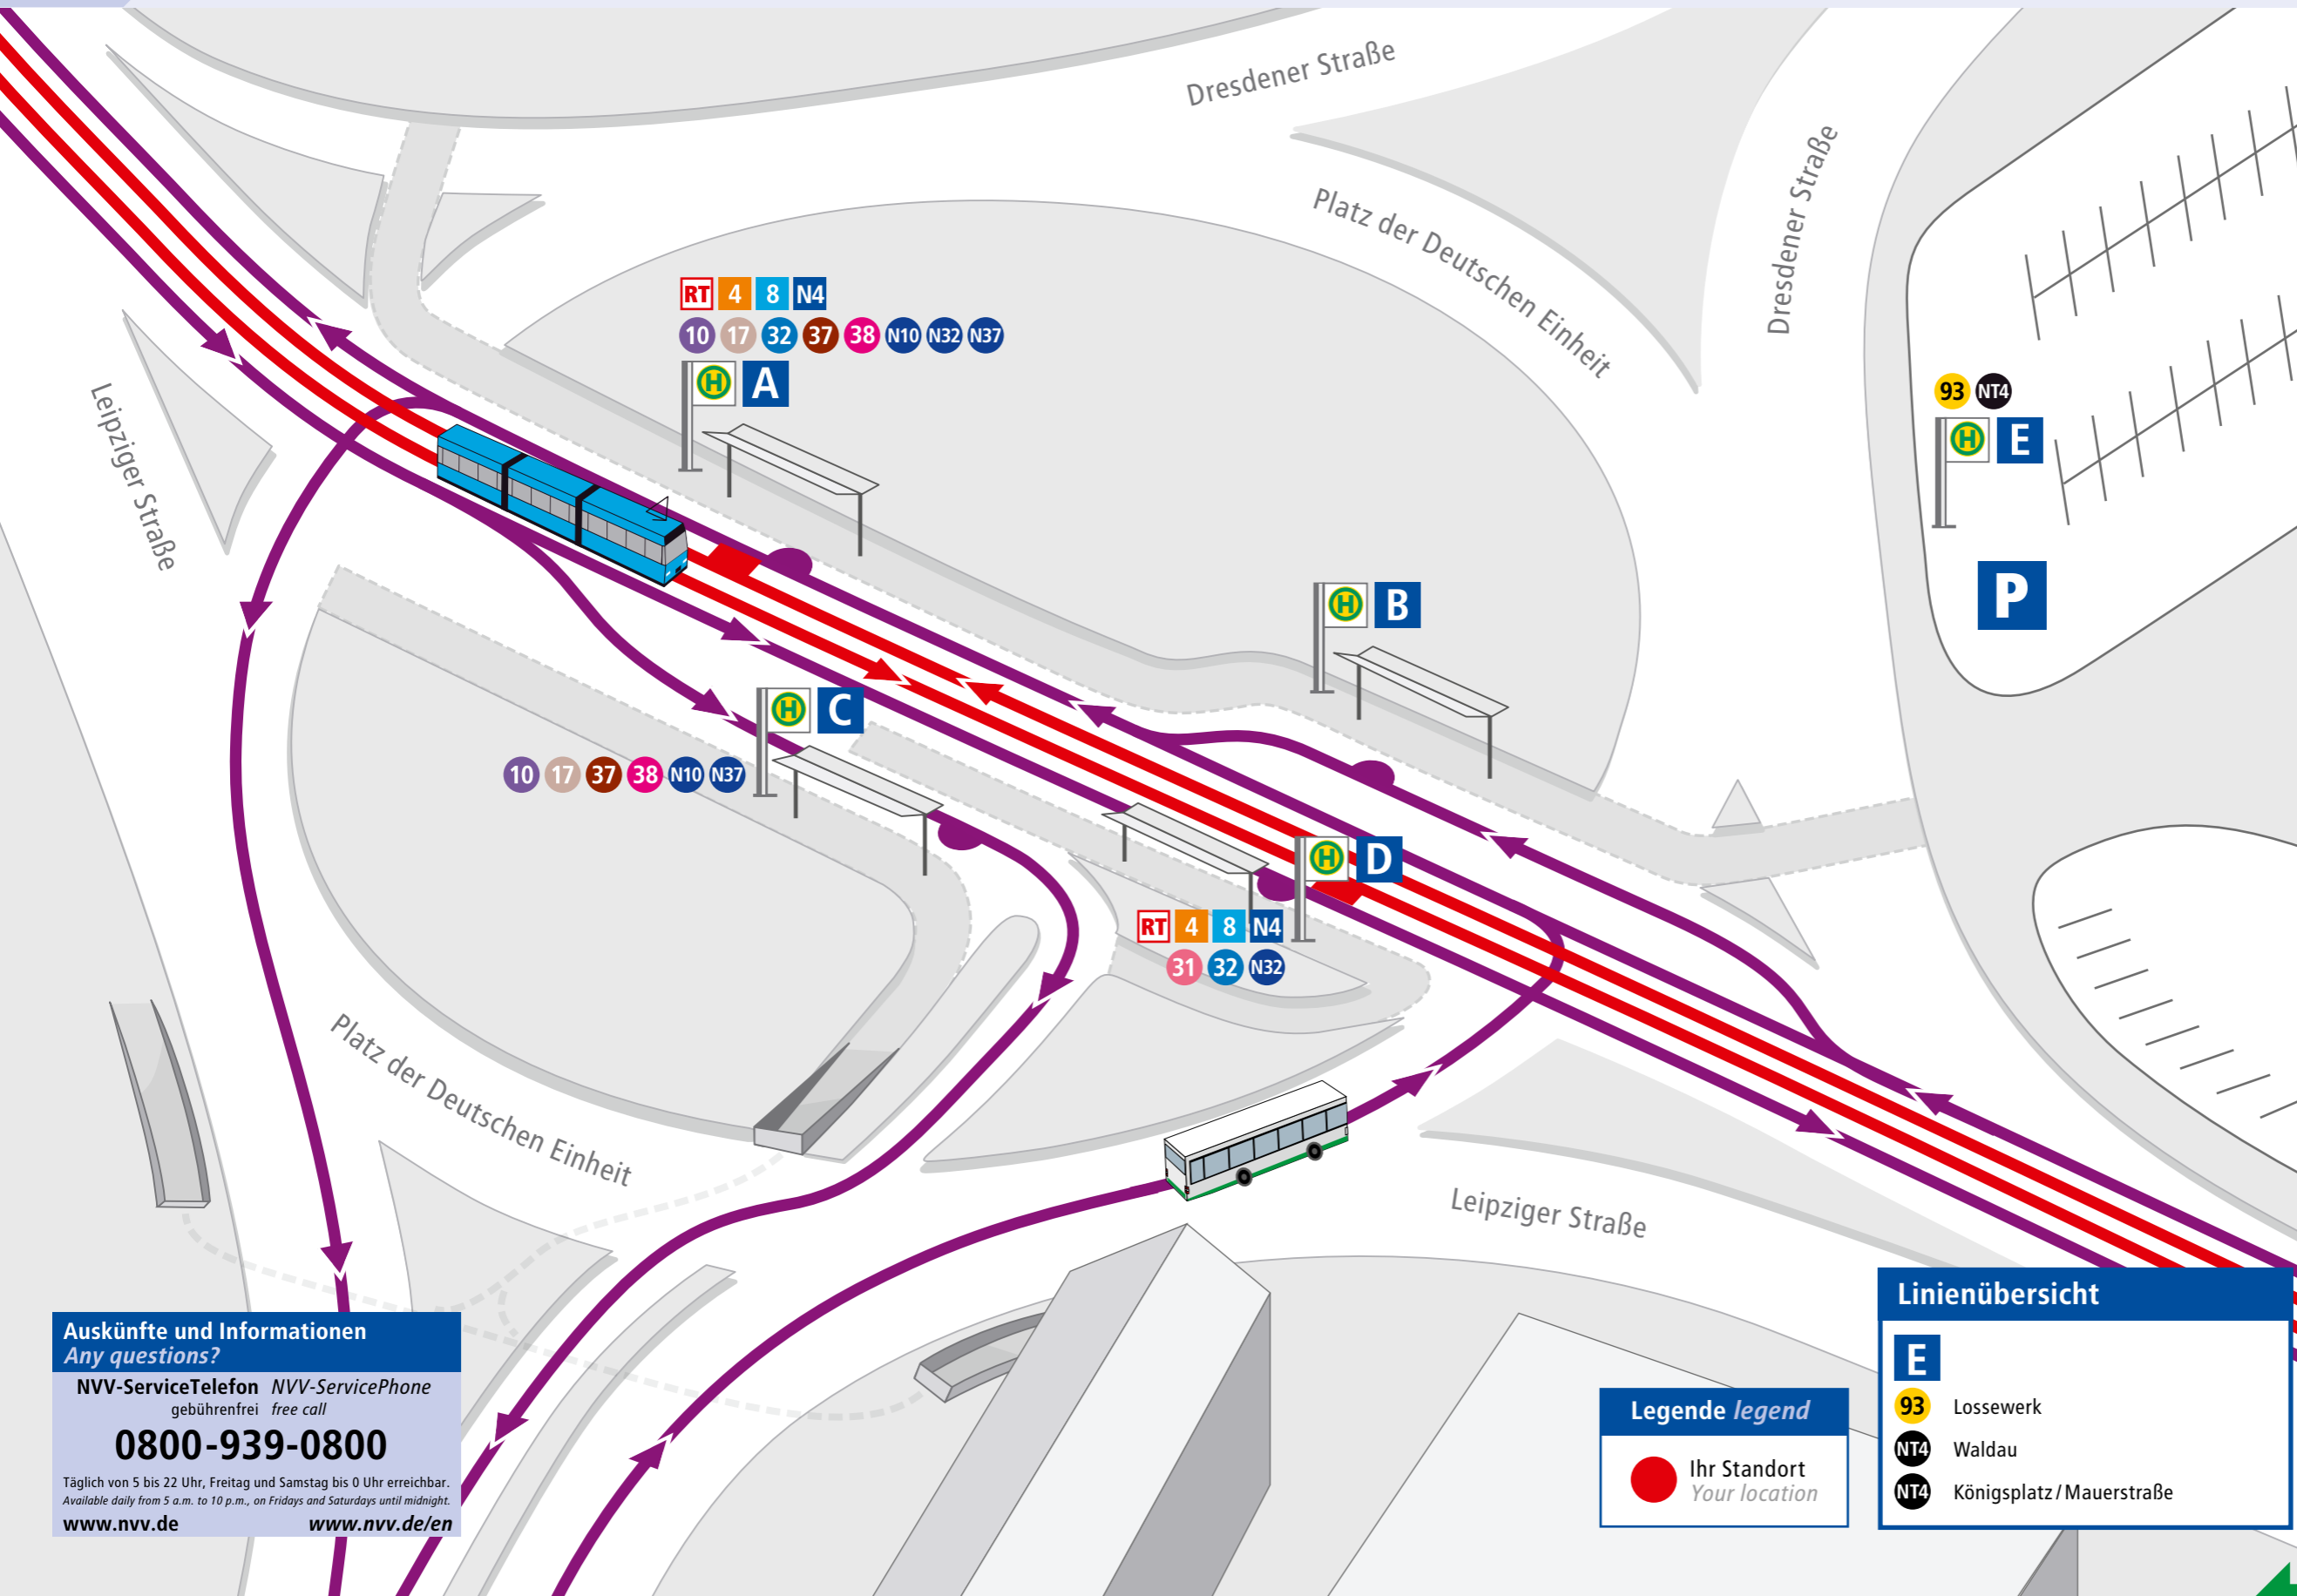 Dresdener Straße
Platz der Deutschen Einheit
Dresdener Straße
RT 4 8 N4
10 17 32 37 38 N10 N32 N37
H A
93 NT4
H E
P
Leipziger Straße
H B
H C
10 17 37 38 N10 N37
H D
RT 4 8 N4
31 32 N32
Platz der Deutschen Einheit
Leipziger Straße
Auskünfte und Informationen
Any questions?
NVV-ServiceTelefon NVV-ServicePhone
gebührenfrei free call
0800-939-0800
Täglich von 5 bis 22 Uhr, Freitag und Samstag bis 0 Uhr erreichbar.
Available daily from 5 a.m. to 10 p.m., on Fridays and Saturdays until midnight.
www.nvv.de www.nvv.de/en
Legende legend
Ihr Standort
Your location
Linienübersicht
E
93 Lossewerk
NT4 Waldau
NT4 Königsplatz/Mauerstraße